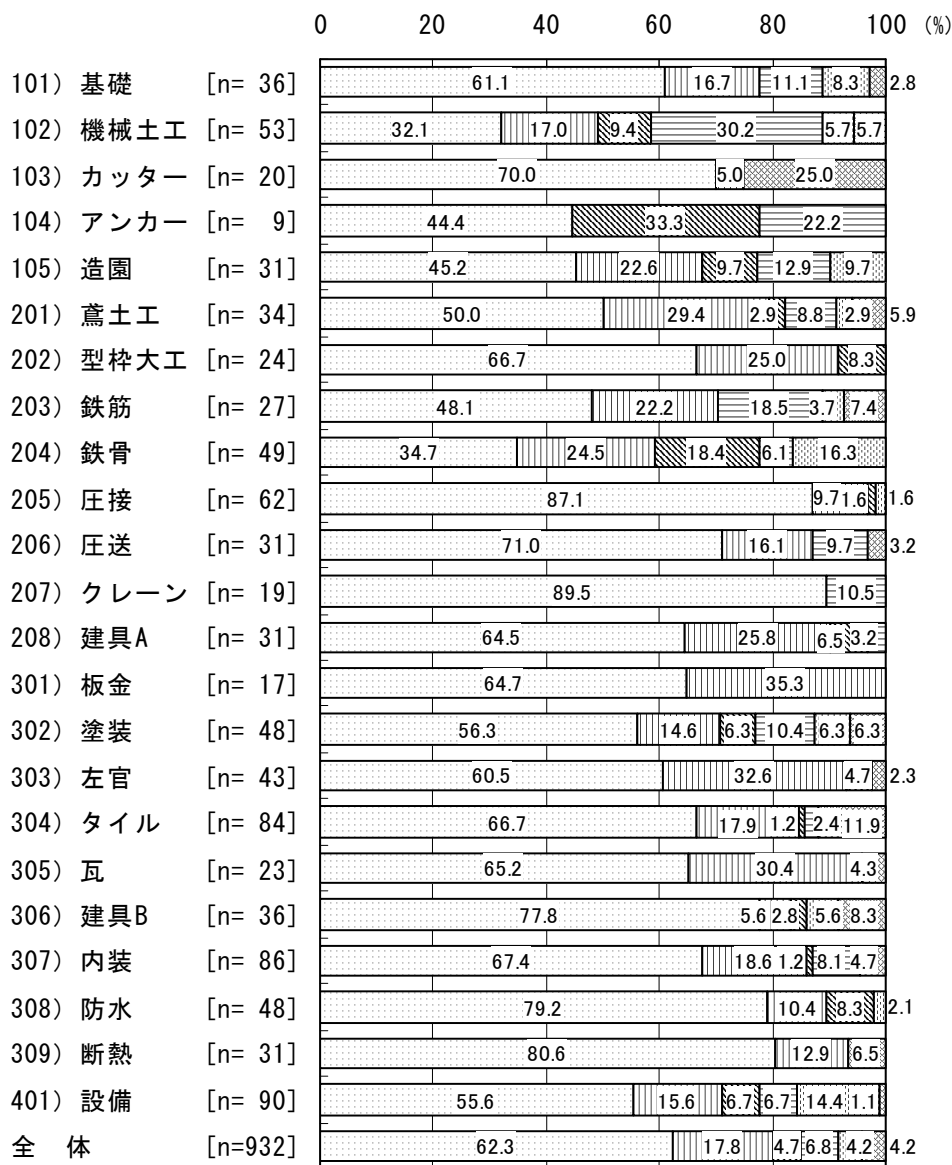 0 20 40 60 80 100 (%)
101) 基礎 [n= 36] 61.1 16.7 11.1 8.3 2.8
102) 機械土工 [n= 53] 32.1 17.0 9.4 30.2 5.7 5.7
103) カッター [n= 20] 70.0 5.0 25.0
104) アンカー [n= 9] 44.4 33.3 22.2
105) 造園 [n= 31] 45.2 22.6 9.7 12.9 9.7
201) 鳶土工 [n= 34] 50.0 29.4 2.9 8.8 2.9 5.9
202) 型枠大工 [n= 24] 66.7 25.0 8.3
203) 鉄筋 [n= 27] 48.1 22.2 18.5 3.7 7.4
204) 鉄骨 [n= 49] 34.7 24.5 18.4 6.1 16.3
205) 圧接 [n= 62] 87.1 9.7 1.6 1.6
206) 圧送 [n= 31] 71.0 16.1 9.7 3.2
207) クレーン [n= 19] 89.5 10.5
208) 建具A [n= 31] 64.5 25.8 6.5 3.2
301) 板金 [n= 17] 64.7 35.3
302) 塗装 [n= 48] 56.3 14.6 6.3 10.4 6.3 6.3
303) 左官 [n= 43] 60.5 32.6 4.7 2.3
304) タイル [n= 84] 66.7 17.9 1.2 2.4 11.9
305) 瓦 [n= 23] 65.2 30.4 4.3
306) 建具B [n= 36] 77.8 5.6 2.8 5.6 8.3
307) 内装 [n= 86] 67.4 18.6 1.2 8.1 4.7
308) 防水 [n= 48] 79.2 10.4 8.3 2.1
309) 断熱 [n= 31] 80.6 12.9 6.5
401) 設備 [n= 90] 55.6 15.6 6.7 6.7 14.4 1.1
全 体 [n=932] 62.3 17.8 4.7 6.8 4.2 4.2